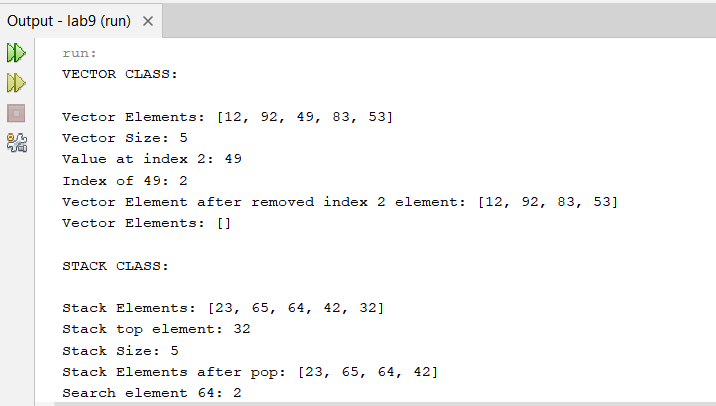 Output - lab9 (run) ×
run:
VECTOR CLASS:
Vector Elements: [12, 92, 49, 83, 53]
Vector Size: 5
Value at index 2: 49
Index of 49: 2
Vector Element after removed index 2 element: [12, 92, 83, 53]
Vector Elements: []
STACK CLASS:
Stack Elements: [23, 65, 64, 42, 32]
Stack top element: 32
Stack Size: 5
Stack Elements after pop: [23, 65, 64, 42]
Search element 64: 2